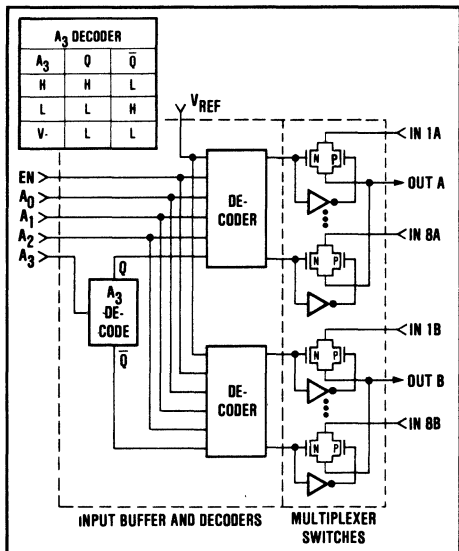 A3 DECODER
A3 Q Q̅
H H L
L L H
V- L L
VREF
EN
A0
A1
A2
A3
Q
A3
-DE-
CODE
Q̅
DE-
CODER
DE-
CODER
N P
IN 1A
OUT A
IN 8A
N P
IN 1B
N P
OUT B
IN 8B
N P
INPUT BUFFER AND DECODERS
MULTIPLEXER
SWITCHES